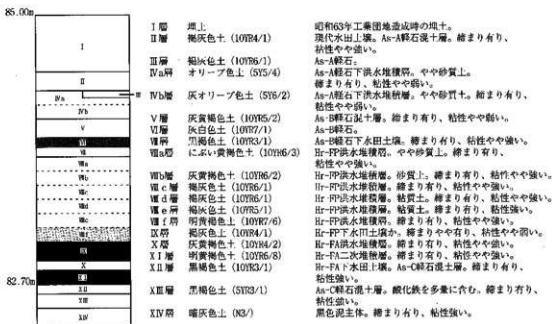 85.00m
I
II
III
IVa
IVb
V
VI
VII
VIIa
VIIb
VIIc
VIId
VIIe
VIIf
IX
X
XI
XII
XIII
XIV
82.70m
I層 埋土 昭和63年工業団地造成時の埋土。
II層 褐灰色土 (10YR4/1) 現代水田土壌。As-A軽石混土層。締まり有り、
粘性やや強い。
III層 褐灰色土 (10YR6/1) As-A軽石。
IVa層 オリーブ色土 (5Y5/4) As-A軽石下洪水堆積層。やや砂質土。
締まり有り、粘性やや弱い。
IVb層 灰オリーブ色土 (5Y6/2) As-A軽石下洪水堆積層。やや砂質土。締まり有り、
粘性やや弱い。
V層 灰黄褐色土 (10YR5/2) As-B軽石混土層。締まり有り、粘性やや弱い。
VI層 灰白色土 (10YR7/1) As-B軽石。
VII層 黒褐色土 (10YR3/1) As-B軽石下水田土壌。締まり有り、粘性やや強い。
VIIa層 にぶい黄褐色土 (10YR6/3) Hr-FP洪水堆積層。やや砂質土。締まり有り、
粘性やや強い。
VIIb層 灰黄褐色土 (10YR6/2) Hr-FP洪水堆積層。砂質土。締まり有り、粘性やや強い。
VIIc層 褐灰色土 (10YR6/1) Hr-FP洪水堆積層。締まり有り、粘性やや強い。
VIId層 褐灰色土 (10YR6/1) Hr-FP洪水堆積層。粘質土。締まり有り、粘性やや強い。
VIIe層 褐灰色土 (10YR5/1) Hr-FP洪水堆積層。粘質土。締まり有り、粘性やや強い。
VIIf層 明黄褐色土 (10YR7/6) Hr-FP洪水堆積層。締まり有り、粘性やや強い。
IX層 褐灰色土 (10YR4/1) Hr-FP下水田土壌か。締まりやや有り、粘性やや弱い。
X層 灰黄褐色土 (10YR4/2) Hr-FA洪水層。締まり有り、粘性やや強い。
XI層 明黄褐色土 (10YR6/8) Hr-FA二次堆積層。締まり有り、粘性やや強い。
XII層 黒褐色土 (10YR3/1) Hr-FA下水田土壌。As-C軽石混土層。締まり有り、
粘性強い。
XIII層 黒褐色土 (5YR3/1) As-C軽石混土層。酸化鉄を多量に含む。締まり有り、
粘性強い。
XIV層 暗灰色土 (N3/) 黒色泥主体。締まり有り、粘性強い。